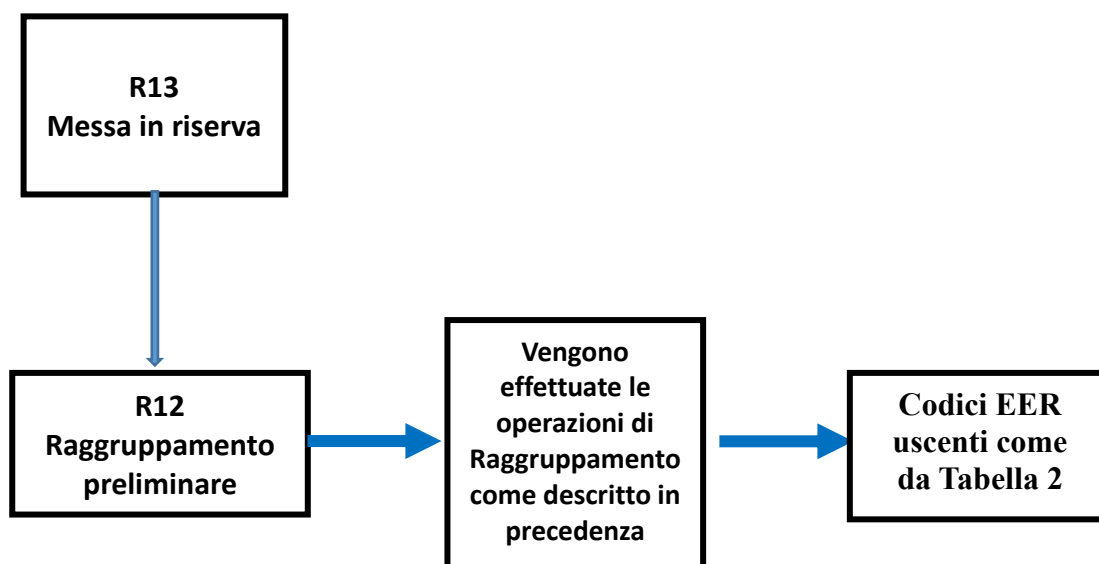 R13
Messa in riserva
R12
Raggruppamento
preliminare
Vengono
effettuate le
operazioni di
Raggruppamento
come descritto in
precedenza
Codici EER
uscenti come
da Tabella 2